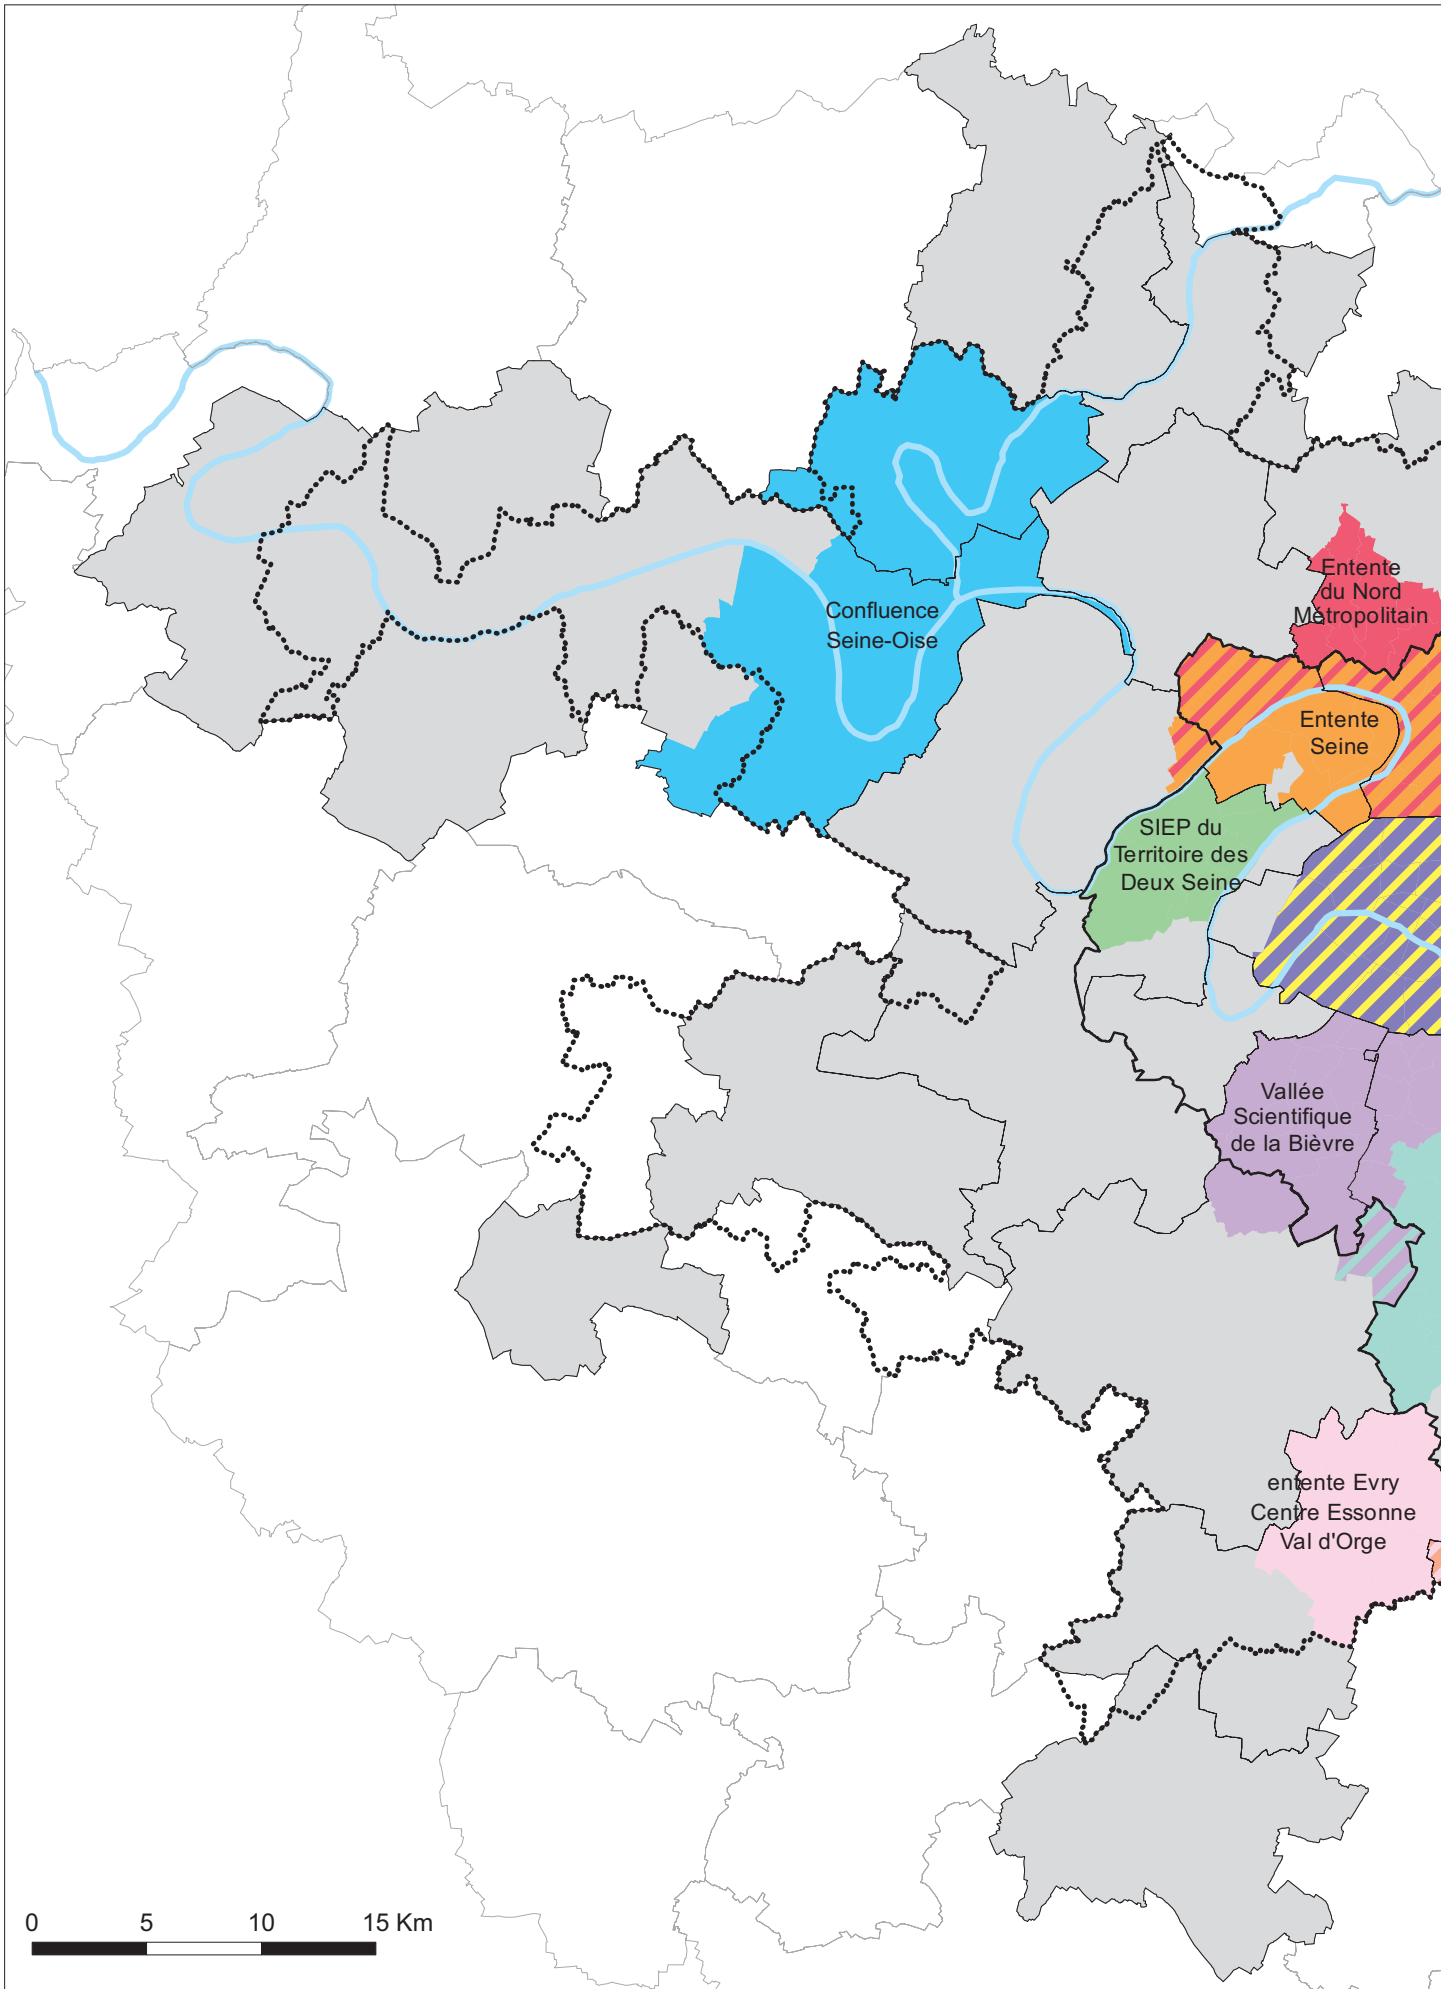 Entente
du Nord
Métropolitain
Confluence
Seine-Oise
Entente
Seine
SIEP du
Territoire des
Deux Seine
Vallée
Scientifique
de la Bièvre
entente Evry
Centre Essonne
Val d'Orge
0 5 10 15 Km